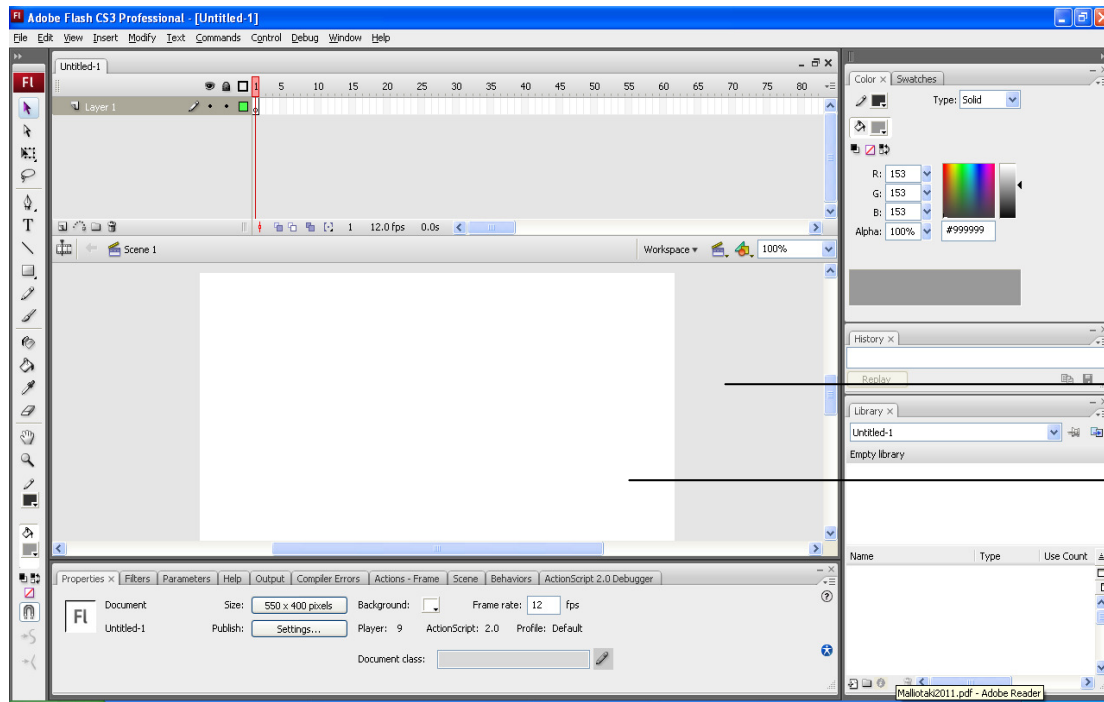 Fl Adobe Flash CS3 Professional - [Untitled-1]
File Edit View Insert Modify Text Commands Control Debug Window Help
Untitled-1
Fl
1 5 10 15 20 25 30 35 40 45 50 55 60 65 70 75 80
Layer 1
1 12.0 fps 0.0s
Scene 1
Workspace 100%
Color × Swatches
Type: Solid
R: 153
G: 153
B: 153
Alpha: 100% #999999
History ×
Replay
Library ×
Untitled-1
Empty library
Name Type Use Count
Properties × Filters Parameters Help Output Compiler Errors Actions - Frame Scene Behaviors ActionScript 2.0 Debugger
Fl
Document Size: 550 x 400 pixels Background: Frame rate: 12 fps
Untitled-1 Publish: Settings... Player: 9 ActionScript: 2.0 Profile: Default
Document class:
Malliotaki2011.pdf - Adobe Reader